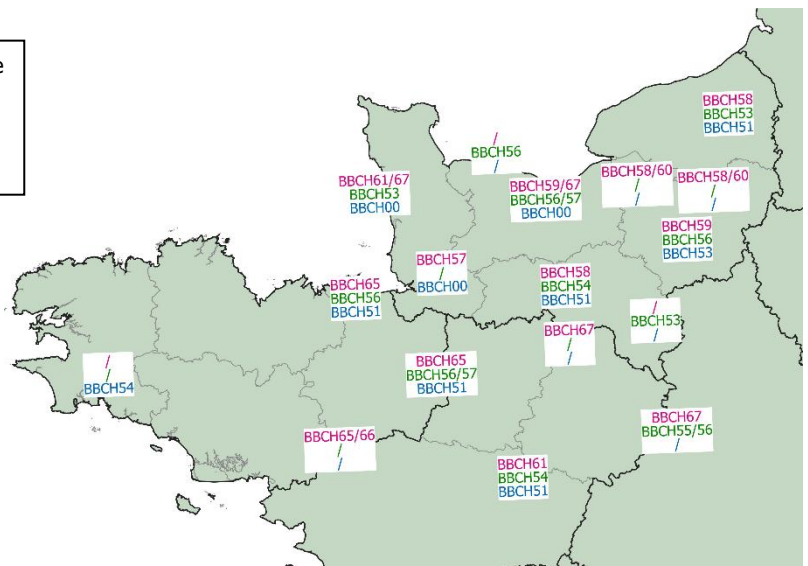 e
BBCH58
BBCH53
BBCH51
/
BBCH56
/
BBCH58/60
/
/
BBCH58/60
/
/
BBCH61/67
BBCH53
BBCH00
BBCH59/67
BBCH56/57
BBCH00
BBCH59
BBCH56
BBCH53
BBCH57
/
BBCH00
BBCH58
BBCH54
BBCH51
BBCH65
BBCH56
BBCH51
/
BBCH53
/
BBCH67
/
/
/
/
BBCH54
BBCH65
BBCH56/57
BBCH51
BBCH67
BBCH55/56
/
BBCH65/66
/
/
BBCH61
BBCH54
BBCH51